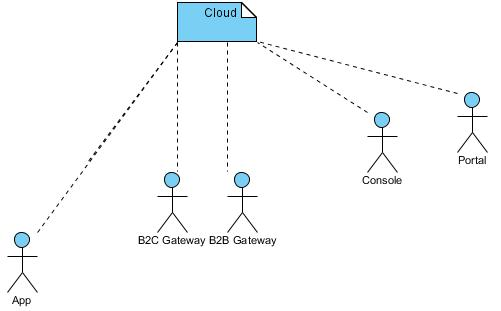 Cloud
Portal
Console
B2C Gateway
B2B Gateway
App